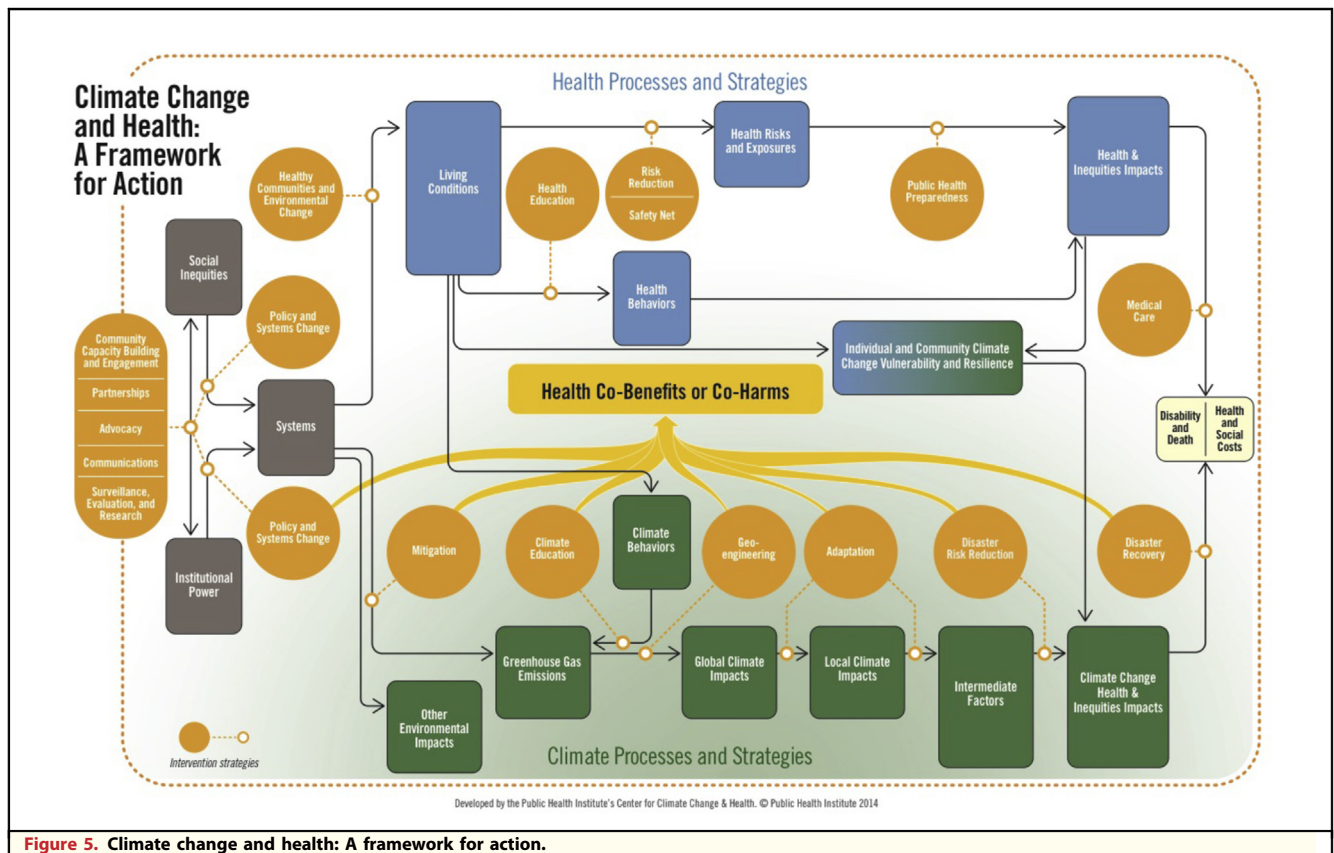 Climate Change
and Health:
A Framework
for Action
Health Processes and Strategies
Healthy
Communities and
Environmental
Change
Living
Conditions
Health
Education
Risk
Reduction
Safety Net
Health Risks
and Exposures
Public Health
Preparedness
Health &
Inequities Impacts
Social
Inequities
Policy and
Systems Change
Health
Behaviors
Medical
Care
Community
Capacity Building
and Engagement
Partnerships
Advocacy
Communications
Surveillance,
Evaluation, and
Research
Systems
Individual and Community Climate
Change Vulnerability and Resilience
Health Co-Benefits or Co-Harms
Disability
and
Death
Health
and
Social
Costs
Institutional
Power
Policy and
Systems Change
Mitigation
Climate
Education
Climate
Behaviors
Geo-
engineering
Adaptation
Disaster
Risk Reduction
Disaster
Recovery
Greenhouse Gas
Emissions
Global Climate
Impacts
Local Climate
Impacts
Intermediate
Factors
Climate Change
Health &
Inequities Impacts
Other
Environmental
Impacts
Intervention strategies
Climate Processes and Strategies
Developed by the Public Health Institute's Center for Climate Change & Health. © Public Health Institute 2014
Figure 5. Climate change and health: A framework for action.